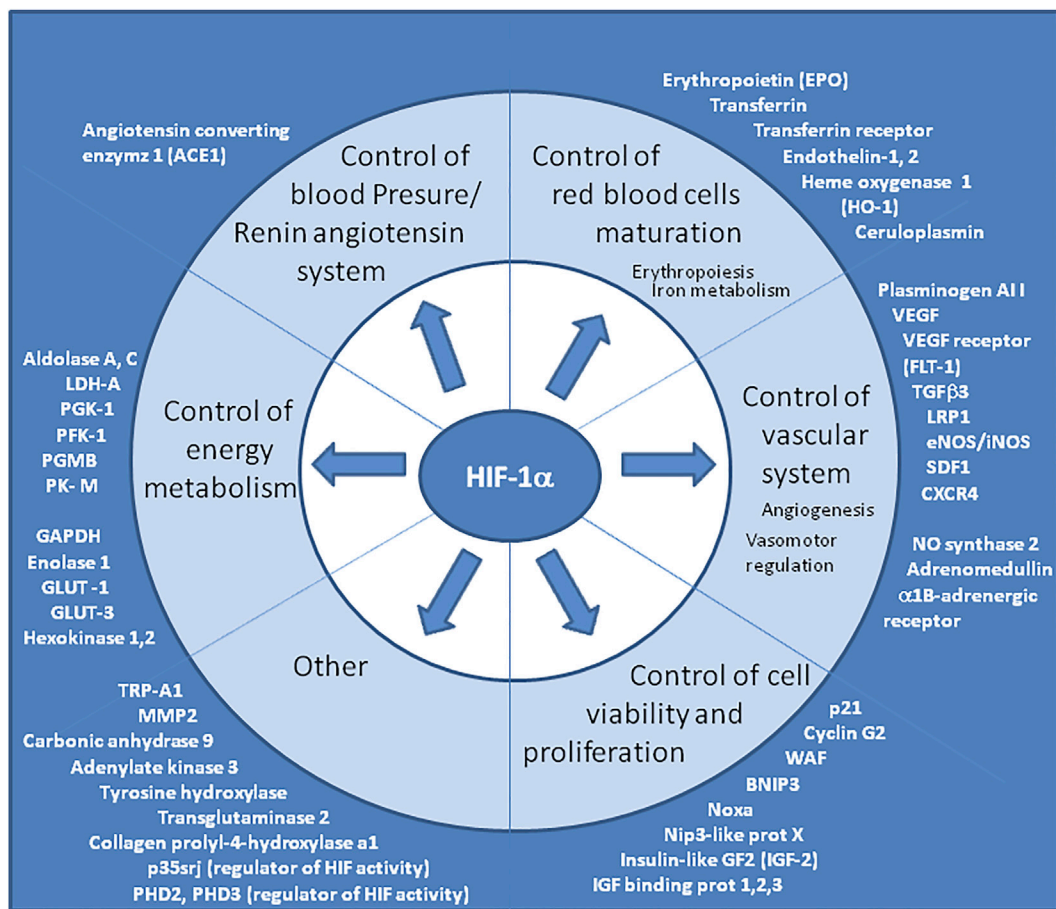 Angiotensin converting
enzymz 1 (ACE1)
Control of
blood Presure/
Renin angiotensin
system
Erythropoietin (EPO)
Transferrin
Transferrin receptor
Endothelin-1, 2
Heme oxygenase 1
(HO-1)
Ceruloplasmin
Control of
red blood cells
maturation
Erythropoiesis
Iron metabolism
Plasminogen AI I
VEGF
VEGF receptor
(FLT-1)
TGFβ3
LRP1
eNOS/iNOS
SDF1
CXCR4
NO synthase 2
Adrenomedullin
α1B-adrenergic
receptor
Control of
vascular
system
Angiogenesis
Vasomotor
regulation
HIF-1α
Aldolase A, C
LDH-A
PGK-1
PFK-1
PGMB
PK- M
GAPDH
Enolase 1
GLUT -1
GLUT-3
Hexokinase 1,2
Control of
energy
metabolism
Other
TRP-A1
MMP2
Carbonic anhydrase 9
Adenylate kinase 3
Tyrosine hydroxylase
Transglutaminase 2
Collagen prolyl-4-hydroxylase a1
p35srj (regulator of HIF activity)
PHD2, PHD3 (regulator of HIF activity)
Control of cell
viability and
proliferation
p21
Cyclin G2
WAF
BNIP3
Noxa
Nip3-like prot X
Insulin-like GF2 (IGF-2)
IGF binding prot 1,2,3